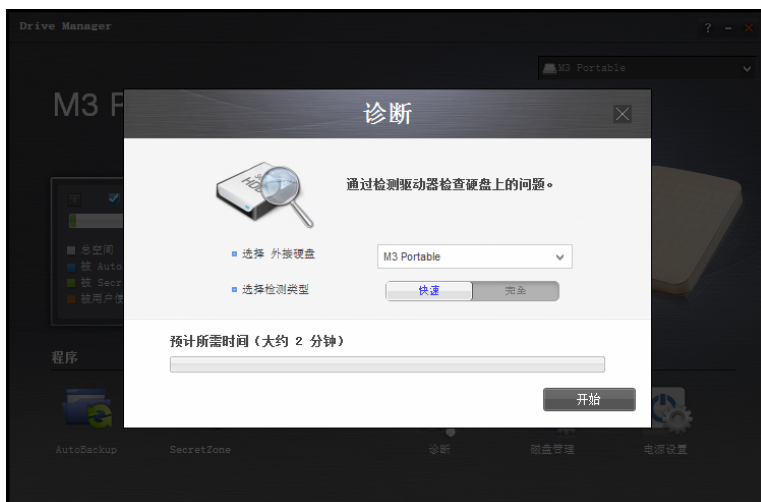 Drive Manager
? - ×
M3 Portable
M3 P
诊断
通过检测驱动器检查硬盘上的问题。
选择 外接硬盘
M3 Portable
选择检测类型
快速
完全
总空间
被 Auto
被 Secr
被用户使
预计所需时间（大约 2 分钟）
开始
程序
AutoBackup
SecretZone
诊断
磁盘管理
电源设置